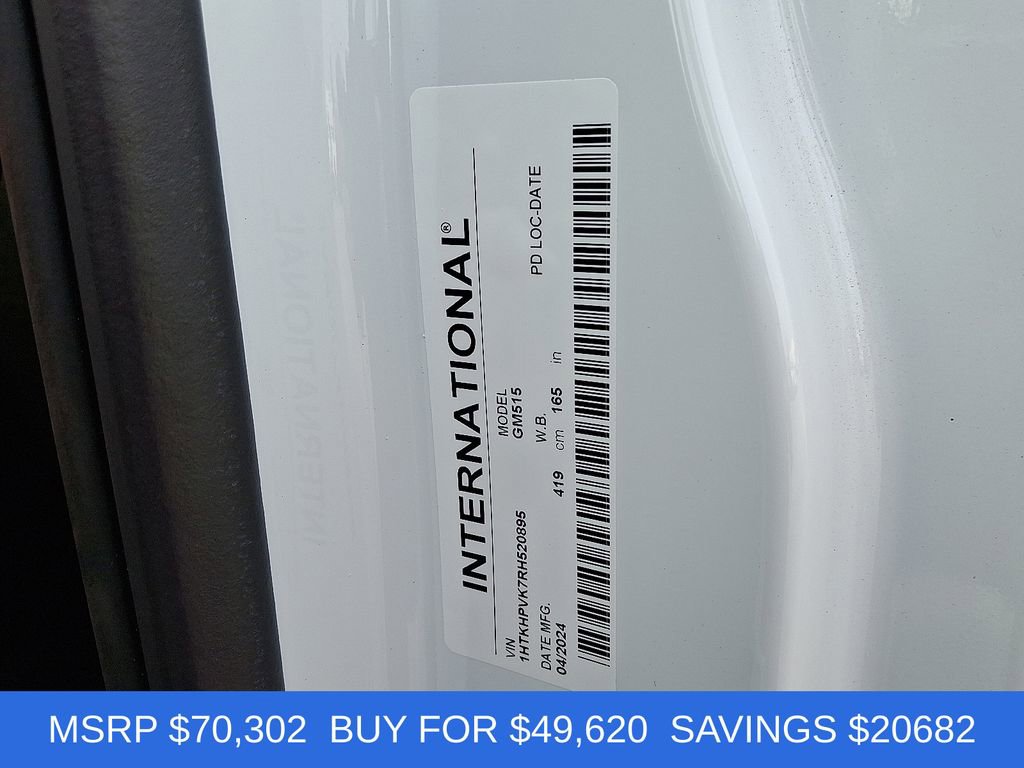 INTERNATIONAL®
VIN
1HTKHPVK7RH520895
MODEL
GM515
DATE MFG.
04/2024
W.B.
419 cm 165 in
PD LOC-DATE
INTERNATIONAL
MSRP $70,302 BUY FOR $49,620 SAVINGS $20682